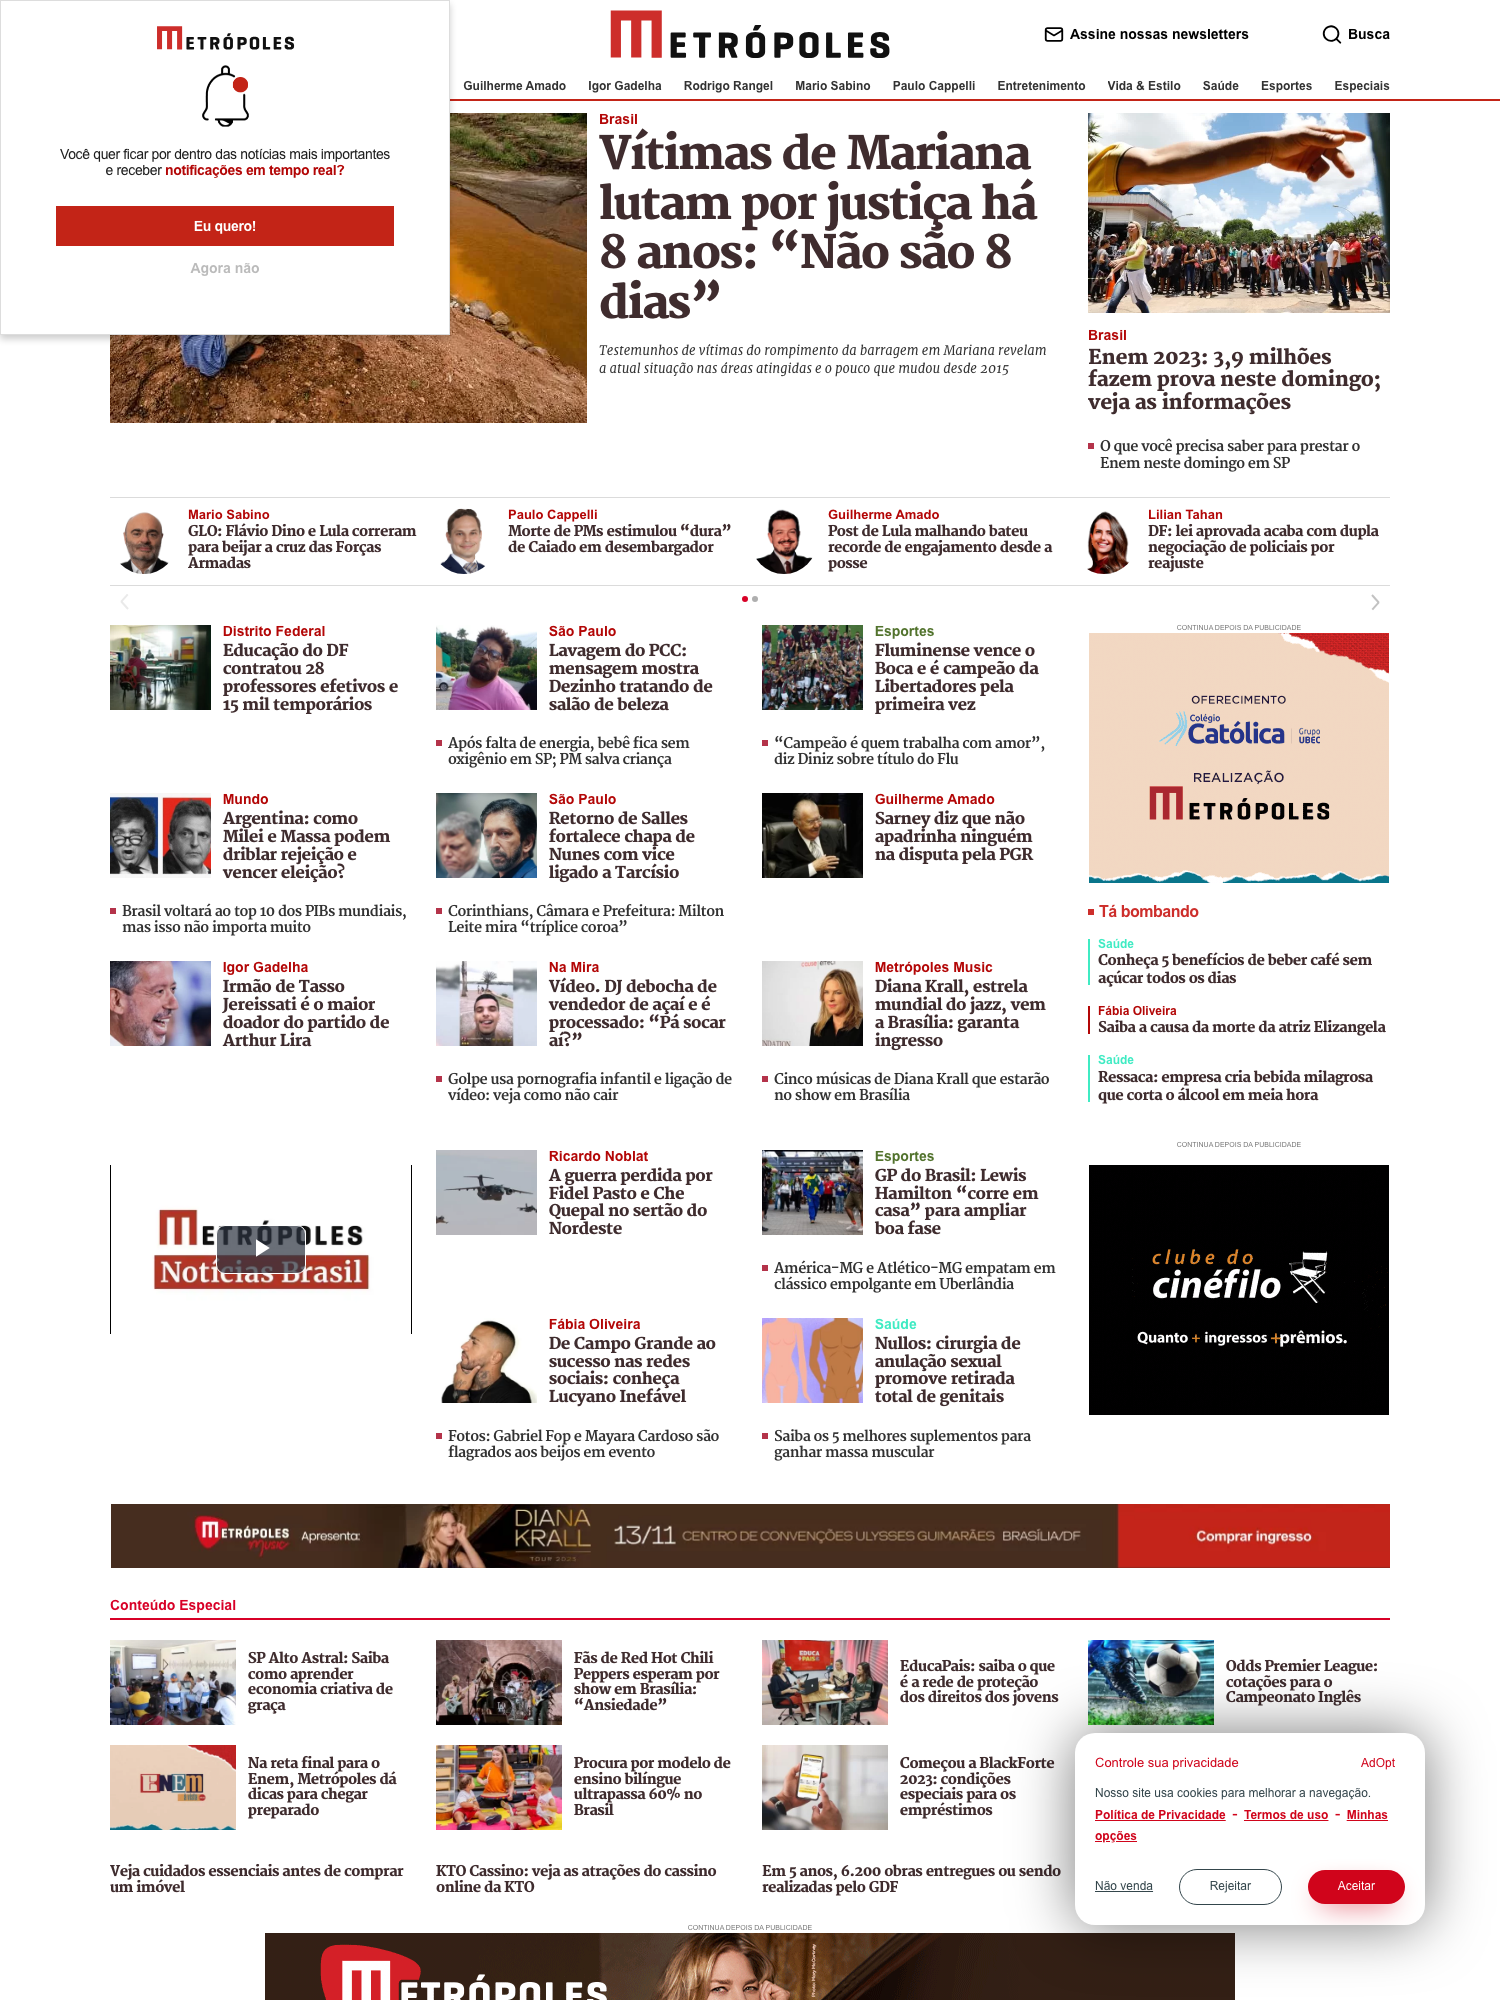 METRÓPOLES
Você quer ficar por dentro das notícias mais importantes
e receber notificações em tempo real?
Eu quero!
Agora não
METRÓPOLES
Assine nossas newsletters
Busca
Guilherme Amado
Igor Gadelha
Rodrigo Rangel
Mario Sabino
Paulo Cappelli
Entretenimento
Vida & Estilo
Saúde
Esportes
Especiais
Brasil
Vítimas de Mariana
lutam por justiça há
8 anos: “Não são 8
dias”
Testemunhos de vítimas do rompimento da barragem em Mariana revelam
a atual situação nas áreas atingidas e o pouco que mudou desde 2015
Brasil
Enem 2023: 3,9 milhões
fazem prova neste domingo;
veja as informações
O que você precisa saber para prestar o
Enem neste domingo em SP
Mario Sabino
GLO: Flávio Dino e Lula correram
para beijar a cruz das Forças
Armadas
Paulo Cappelli
Morte de PMs estimulou “dura”
de Caiado em desembargador
Guilherme Amado
Post de Lula malhando bateu
recorde de engajamento desde a
posse
Lilian Tahan
DF: lei aprovada acaba com dupla
negociação de policiais por
reajuste
Distrito Federal
Educação do DF
contratou 28
professores efetivos e
15 mil temporários
São Paulo
Lavagem do PCC:
mensagem mostra
Dezinho tratando de
salão de beleza
Após falta de energia, bebê fica sem
oxigênio em SP; PM salva criança
Esportes
Fluminense vence o
Boca e é campeão da
Libertadores pela
primeira vez
“Campeão é quem trabalha com amor”,
diz Diniz sobre título do Flu
CONTINUA DEPOIS DA PUBLICIDADE
OFERECIMENTO
Colégio
Católica
Grupo
UBEC
REALIZAÇÃO
METRÓPOLES
Mundo
Argentina: como
Milei e Massa podem
driblar rejeição e
vencer eleição?
Brasil voltará ao top 10 dos PIBs mundiais,
mas isso não importa muito
São Paulo
Retorno de Salles
fortalece chapa de
Nunes com vice
ligado a Tarcísio
Corinthians, Câmara e Prefeitura: Milton
Leite mira “tríplice coroa”
Guilherme Amado
Sarney diz que não
apadrinha ninguém
na disputa pela PGR
Tá bombando
Saúde
Conheça 5 benefícios de beber café sem
açúcar todos os dias
Fábia Oliveira
Saiba a causa da morte da atriz Elizangela
Saúde
Ressaca: empresa cria bebida milagrosa
que corta o álcool em meia hora
Igor Gadelha
Irmão de Tasso
Jereissati é o maior
doador do partido de
Arthur Lira
Na Mira
Vídeo. DJ debocha de
vendedor de açaí e é
processado: “Pá socar
aí?”
Golpe usa pornografia infantil e ligação de
vídeo: veja como não cair
Metrópoles Music
Diana Krall, estrela
mundial do jazz, vem
a Brasília: garanta
ingresso
Cinco músicas de Diana Krall que estarão
no show em Brasília
CONTINUA DEPOIS DA PUBLICIDADE
METRÓPOLES
Notícias Brasil
Ricardo Noblat
A guerra perdida por
Fidel Pasto e Che
Quepal no sertão do
Nordeste
Esportes
GP do Brasil: Lewis
Hamilton “corre em
casa” para ampliar
boa fase
América-MG e Atlético-MG empatam em
clássico empolgante em Uberlândia
clube do
cinéfilo
Quanto + ingressos +prêmios.
Fábia Oliveira
De Campo Grande ao
sucesso nas redes
sociais: conheça
Lucyano Inefável
Fotos: Gabriel Fop e Mayara Cardoso são
flagrados aos beijos em evento
Saúde
Nullos: cirurgia de
anulação sexual
promove retirada
total de genitais
Saiba os 5 melhores suplementos para
ganhar massa muscular
METRÓPOLES
Music
Apresenta:
DIANA
KRALL
TOUR 2023
13/11 CENTRO DE CONVENÇÕES ULYSSES GUIMARÃES BRASÍLIA/DF
Comprar ingresso
Conteúdo Especial
SP Alto Astral: Saiba
como aprender
economia criativa de
graça
Fãs de Red Hot Chili
Peppers esperam por
show em Brasília:
“Ansiedade”
EDUCA
PAIS
EducaPais: saiba o que
é a rede de proteção
dos direitos dos jovens
Odds Premier League:
cotações para o
Campeonato Inglês
ENEM
Na reta final para o
Enem, Metrópoles dá
dicas para chegar
preparado
Procura por modelo de
ensino bilíngue
ultrapassa 60% no
Brasil
Começou a BlackForte
2023: condições
especiais para os
empréstimos
Veja cuidados essenciais antes de comprar
um imóvel
KTO Cassino: veja as atrações do cassino
online da KTO
Em 5 anos, 6.200 obras entregues ou sendo
realizadas pelo GDF
Controle sua privacidade
AdOpt
Nosso site usa cookies para melhorar a navegação.
Política de Privacidade - Termos de uso - Minhas
opções
Não venda
Rejeitar
Aceitar
CONTINUA DEPOIS DA PUBLICIDADE
METRÓPOLES